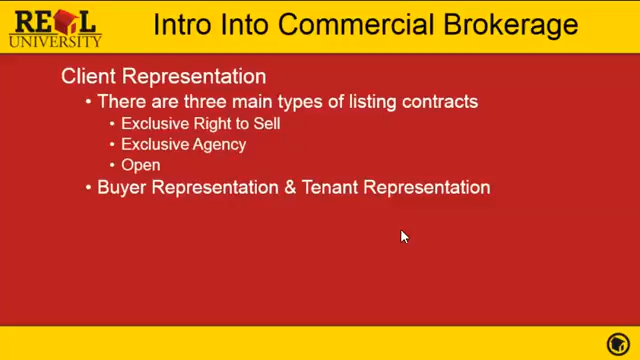 REAL
UNIVERSITY
Intro Into Commercial Brokerage
Client Representation
• There are three main types of listing contracts
• Exclusive Right to Sell
• Exclusive Agency
• Open
• Buyer Representation & Tenant Representation